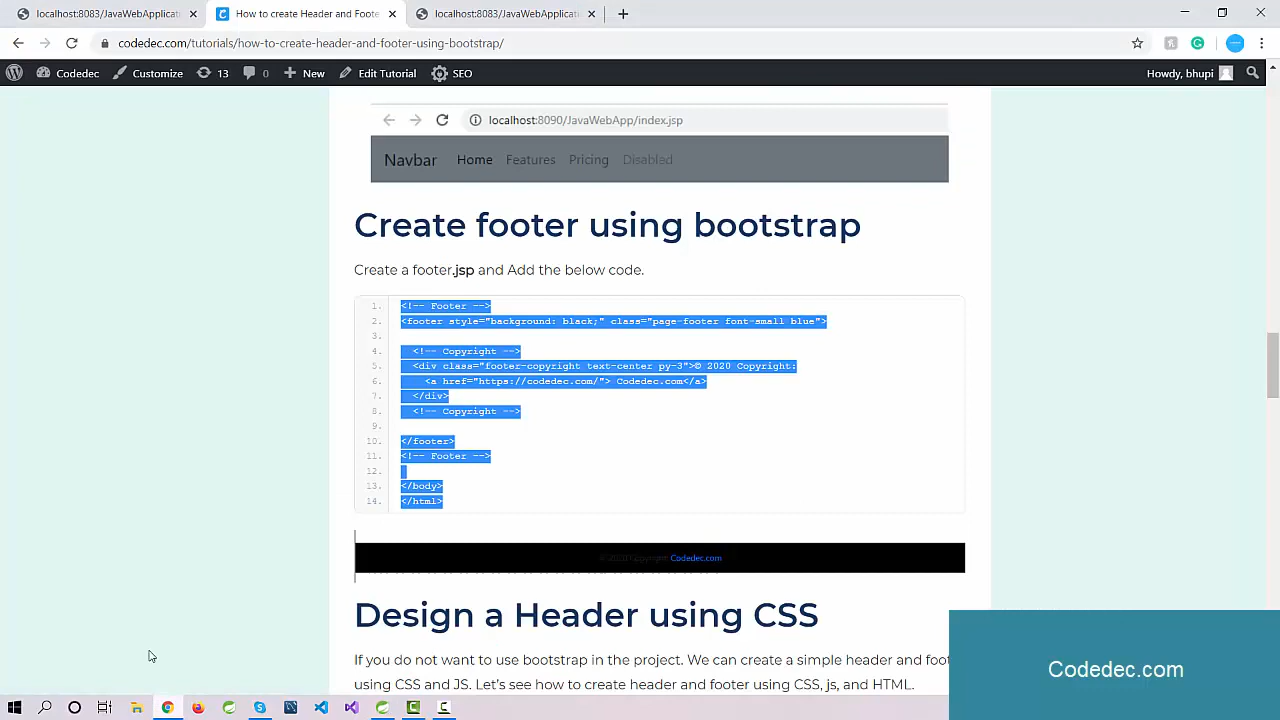 localhost:8083/JavaWebApplicati
How to create Header and Foote
localhost:8083/JavaWebApplicati
codedec.com/tutorials/how-to-create-header-and-footer-using-bootstrap/
Codedec Customize 13 0 New Edit Tutorial SEO Howdy, bhupi
localhost:8090/JavaWebApp/index.jsp
Navbar Home Features Pricing Disabled
Create footer using bootstrap
Create a footer.jsp and Add the below code.
1. <!-- Footer -->
2. <footer style="background: black;" class="page-footer font-small blue">
3.
4. <!-- Copyright -->
5. <div class="footer-copyright text-center py-3">© 2020 Copyright:
6. <a href="https://codedec.com/"> Codedec.com</a>
7. </div>
8. <!-- Copyright -->
9.
10. </footer>
11. <!-- Footer -->
12.
13. </body>
14. </html>
© 2020 Copyright: Codedec.com
Design a Header using CSS
If you do not want to use bootstrap in the project. We can create a simple header and foot
using CSS and JS. Let's see how to create header and footer using CSS, js, and HTML.
Codedec.com